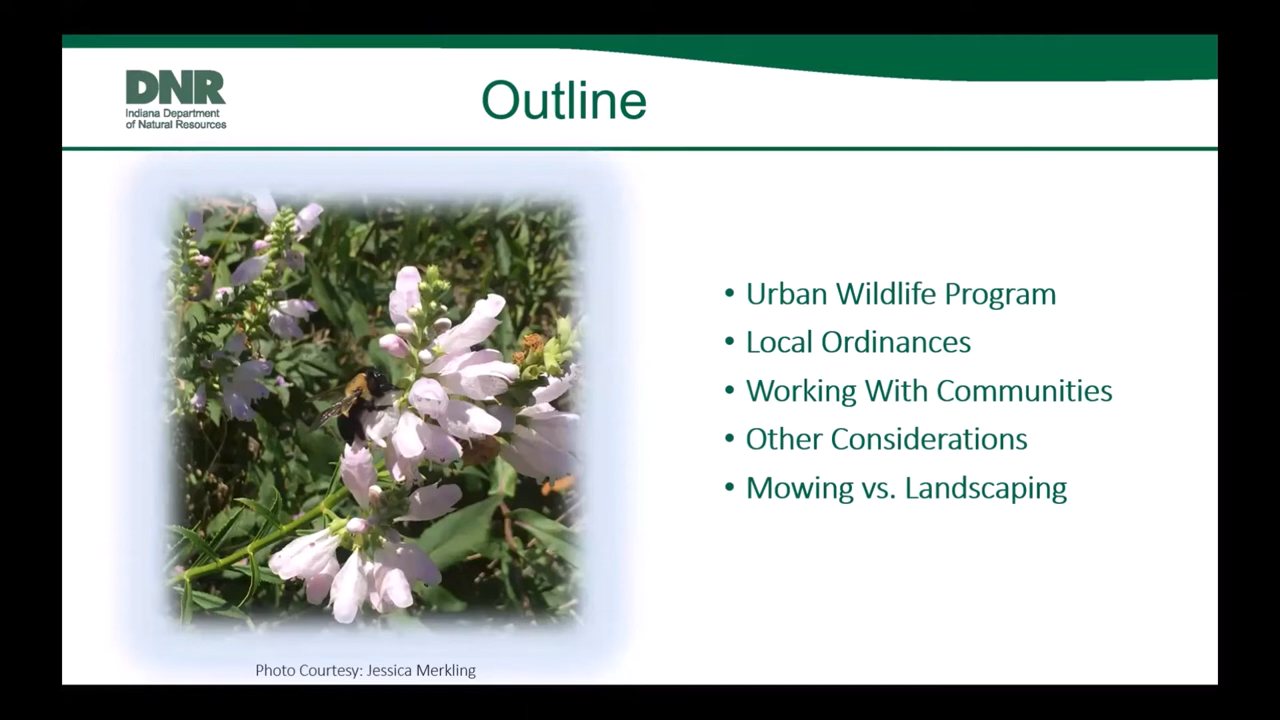 DNR
Indiana Department
of Natural Resources
Outline
• Urban Wildlife Program
• Local Ordinances
• Working With Communities
• Other Considerations
• Mowing vs. Landscaping
Photo Courtesy: Jessica Merkling